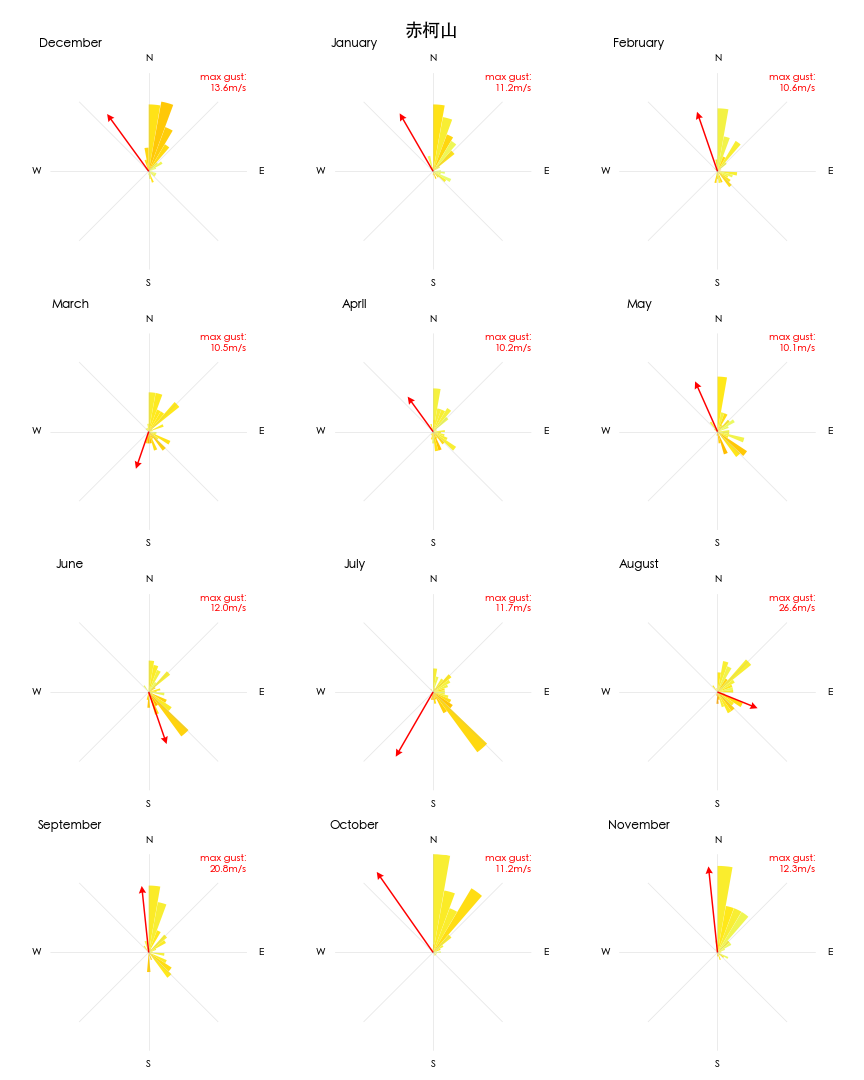 赤柯山
December
January
February
N
N
N
max gust:
13.6m/s
max gust:
11.2m/s
max gust:
10.6m/s
W
E
W
E
W
E
S
S
S
March
April
May
N
N
N
max gust:
10.5m/s
max gust:
10.2m/s
max gust:
10.1m/s
W
E
W
E
W
E
S
S
S
June
July
August
N
N
N
max gust:
12.0m/s
max gust:
11.7m/s
max gust:
26.6m/s
W
E
W
E
W
E
S
S
S
September
October
November
N
N
N
max gust:
20.8m/s
max gust:
11.2m/s
max gust:
12.3m/s
W
E
W
E
W
E
S
S
S